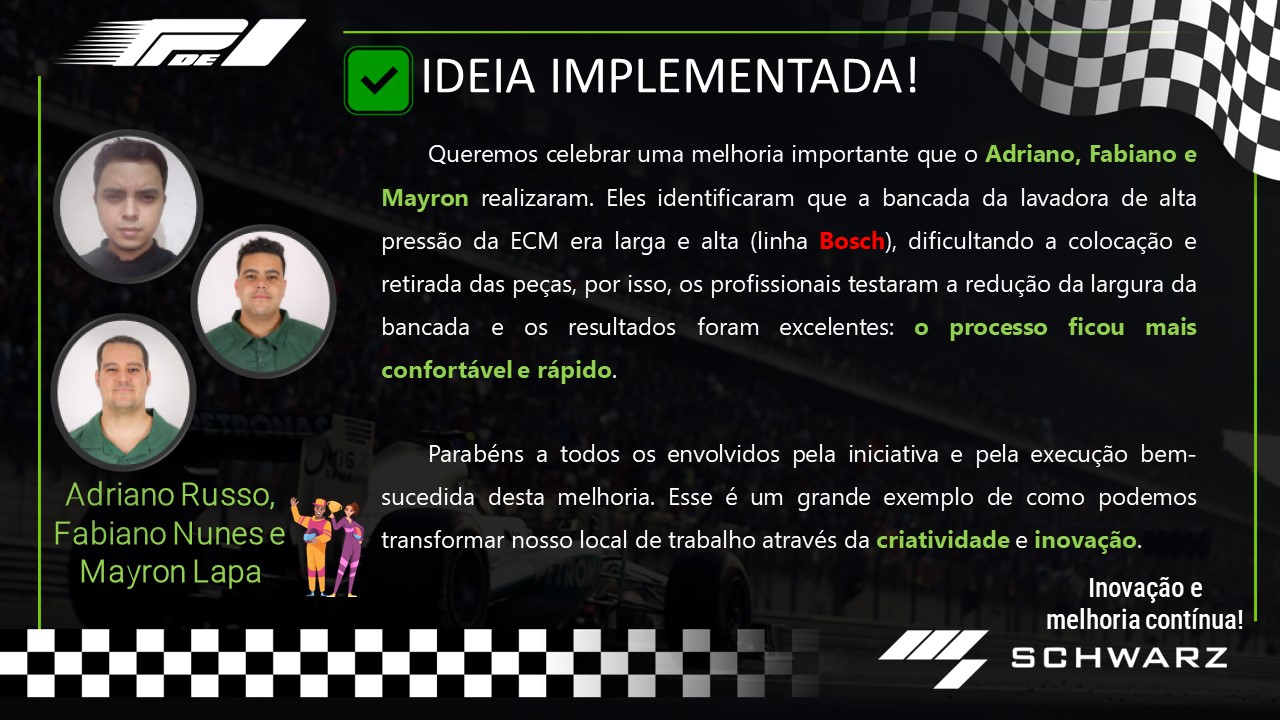 P DE 1
IDEIA IMPLEMENTADA!
Queremos celebrar uma melhoria importante que o Adriano, Fabiano e
Mayron realizaram. Eles identificaram que a bancada da lavadora de alta
pressão da ECM era larga e alta (linha Bosch), dificultando a colocação e
retirada das peças, por isso, os profissionais testaram a redução da largura da
bancada e os resultados foram excelentes: o processo ficou mais
confortável e rápido.
Parabéns a todos os envolvidos pela iniciativa e pela execução bem-
sucedida desta melhoria. Esse é um grande exemplo de como podemos
transformar nosso local de trabalho através da criatividade e inovação.
Adriano Russo,
Fabiano Nunes e
Mayron Lapa
PETRONAS
Inovação e
melhoria contínua!
SCHWARZ